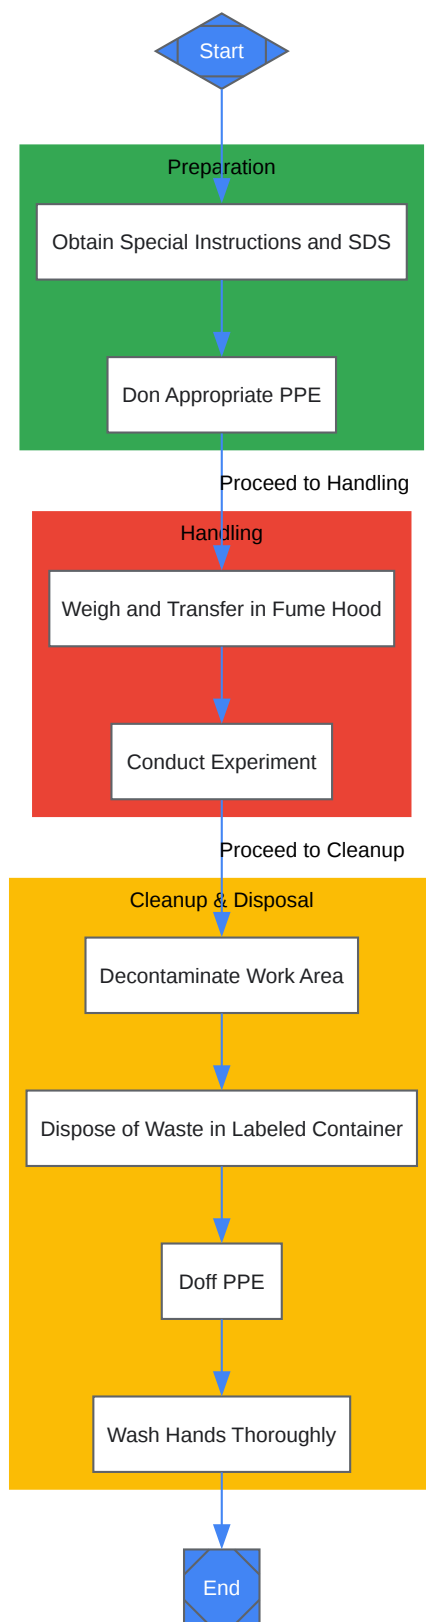 Start
Preparation
Obtain Special Instructions and SDS
Don Appropriate PPE
Proceed to Handling
Handling
Weigh and Transfer in Fume Hood
Conduct Experiment
Proceed to Cleanup
Cleanup & Disposal
Decontaminate Work Area
Dispose of Waste in Labeled Container
Doff PPE
Wash Hands Thoroughly
End